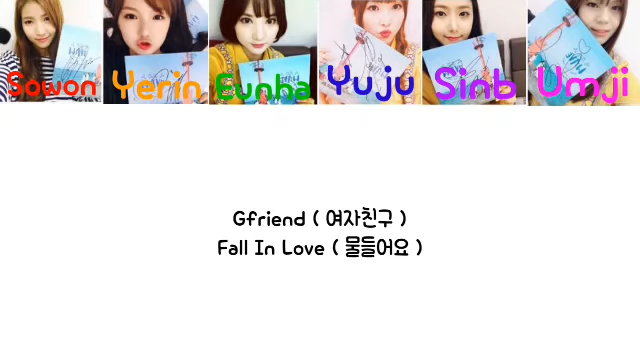 Sowon Yerin Eunha Yuju Sinb Umji
Gfriend ( 여자친구 )
Fall In Love ( 물들어요 )